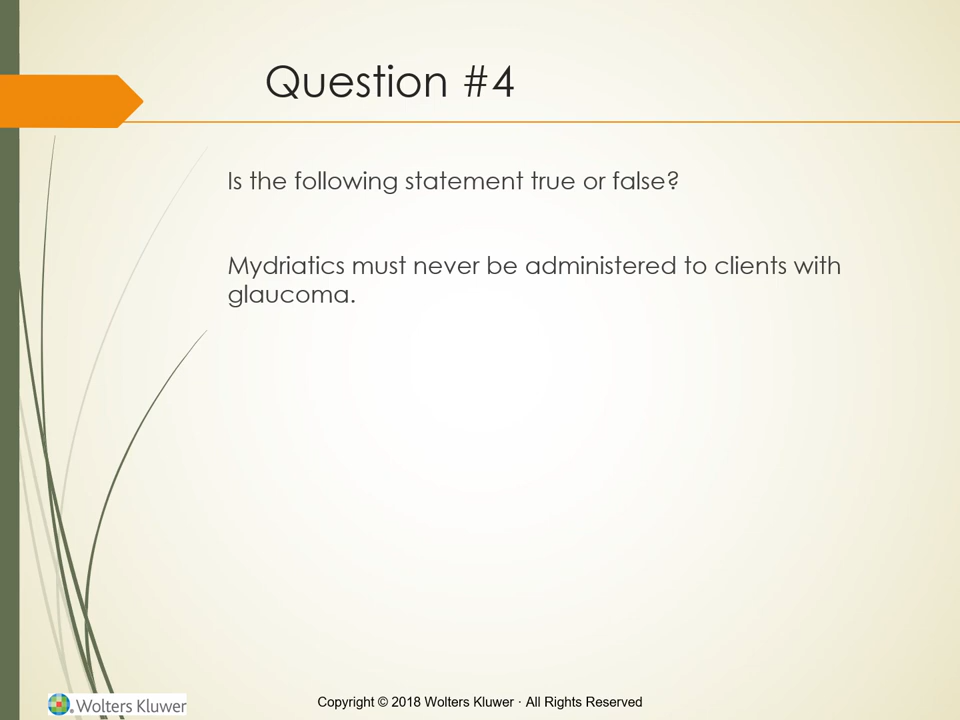 Question #4
Is the following statement true or false?
Mydriatics must never be administered to clients with
glaucoma.
Wolters Kluwer
Copyright © 2018 Wolters Kluwer · All Rights Reserved